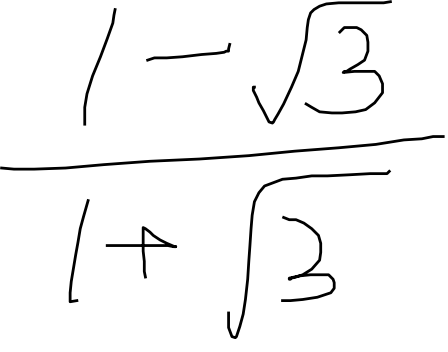 1 - √3
1 + √3